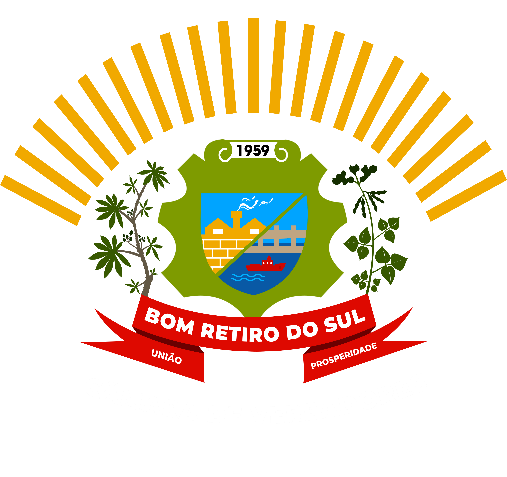 1959
BOM RETIRO DO SUL
UNIÃO
PROSPERIDADE